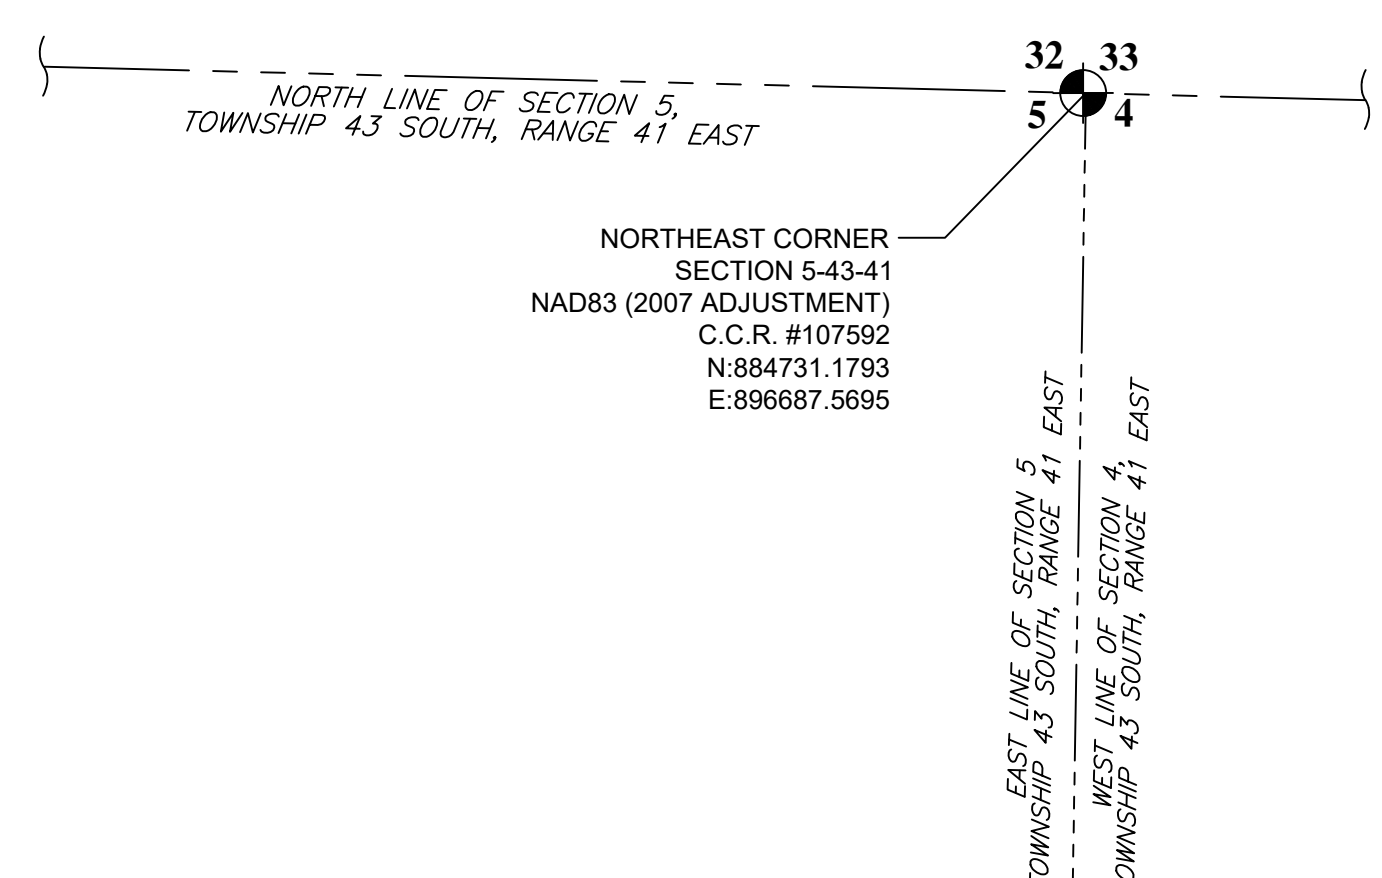 32 33
5 4
NORTH LINE OF SECTION 5,
TOWNSHIP 43 SOUTH, RANGE 41 EAST
NORTHEAST CORNER
SECTION 5-43-41
NAD83 (2007 ADJUSTMENT)
C.C.R. #107592
N:884731.1793
E:896687.5695
EAST LINE OF SECTION 5
TOWNSHIP 43 SOUTH, RANGE 41 EAST
WEST LINE OF SECTION 4,
OWNSHIP 43 SOUTH, RANGE 41 EAST